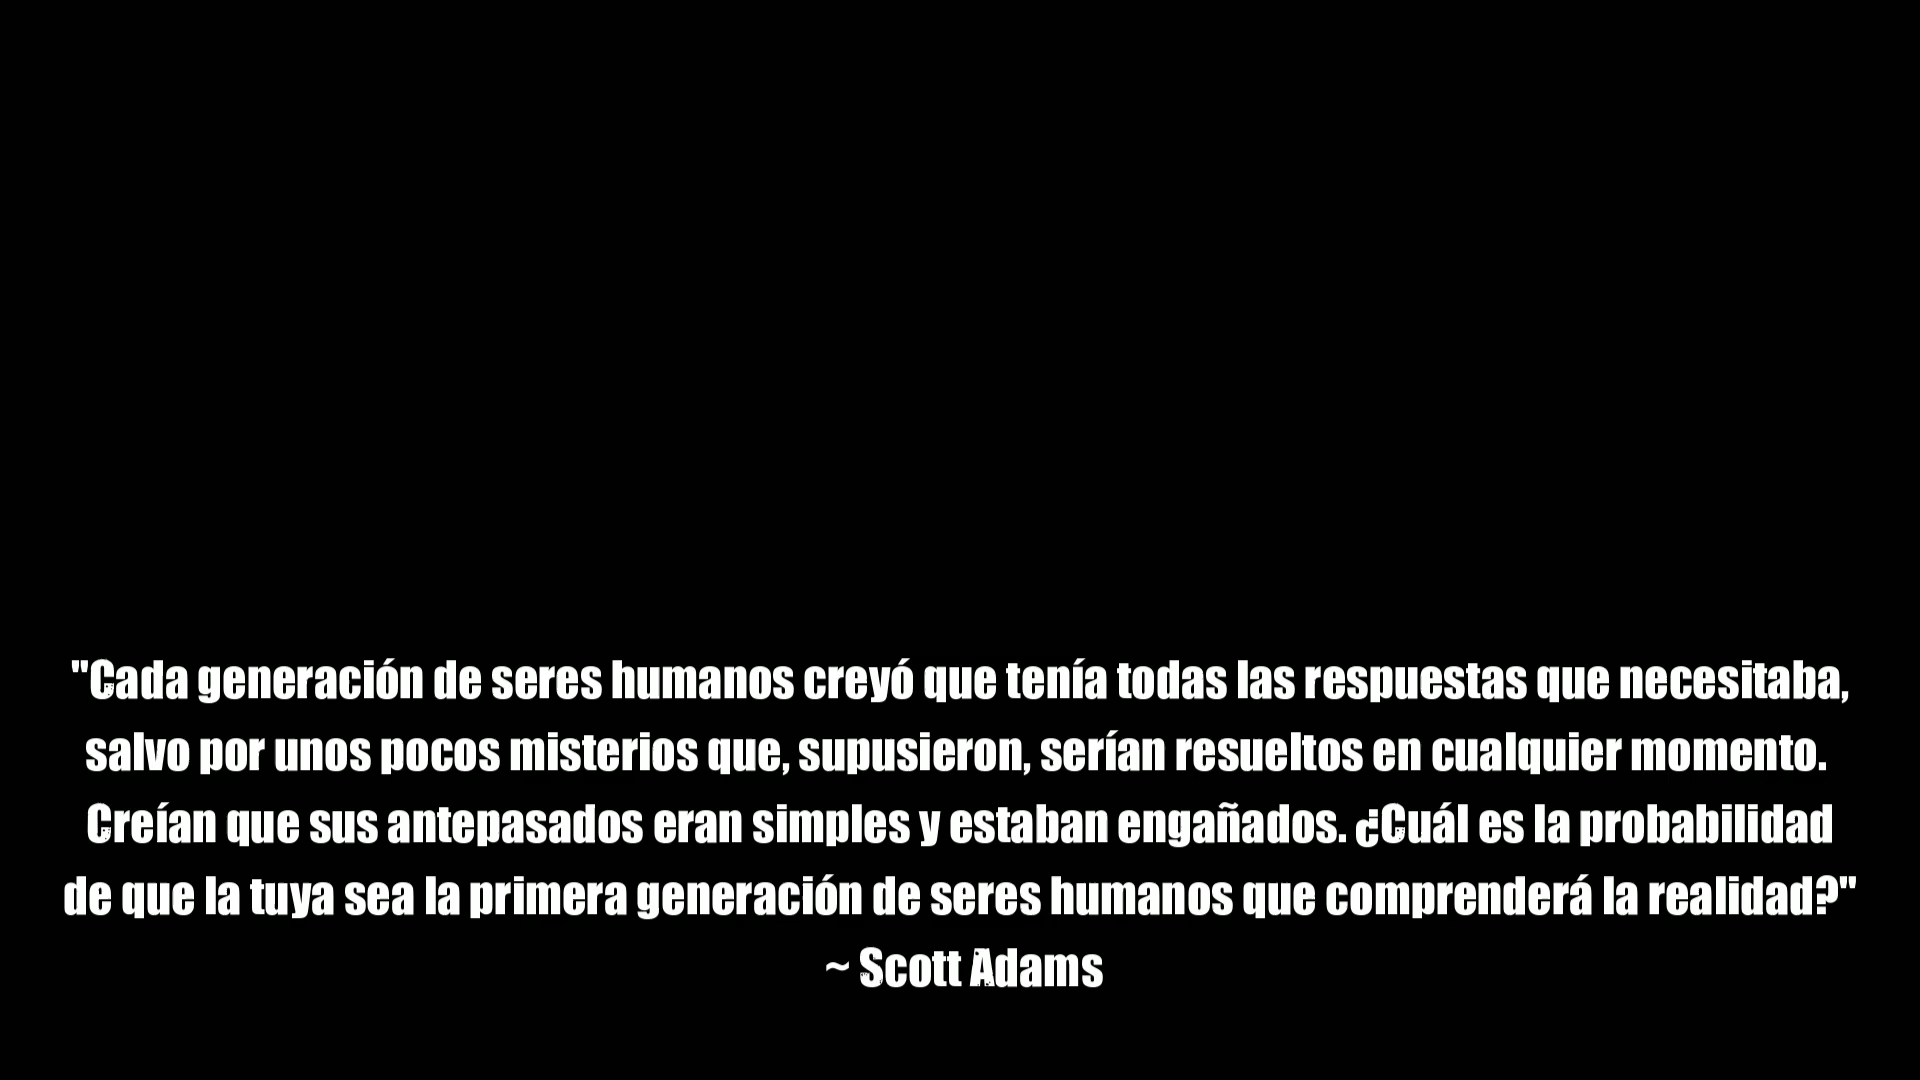 "Cada generación de seres humanos creyó que tenía todas las respuestas que necesitaba,
salvo por unos pocos misterios que, supusieron, serían resueltos en cualquier momento.
Creían que sus antepasados eran simples y estaban engañados. ¿Cuál es la probabilidad
de que la tuya sea la primera generación de seres humanos que comprenderá la realidad?"
~ Scott Adams